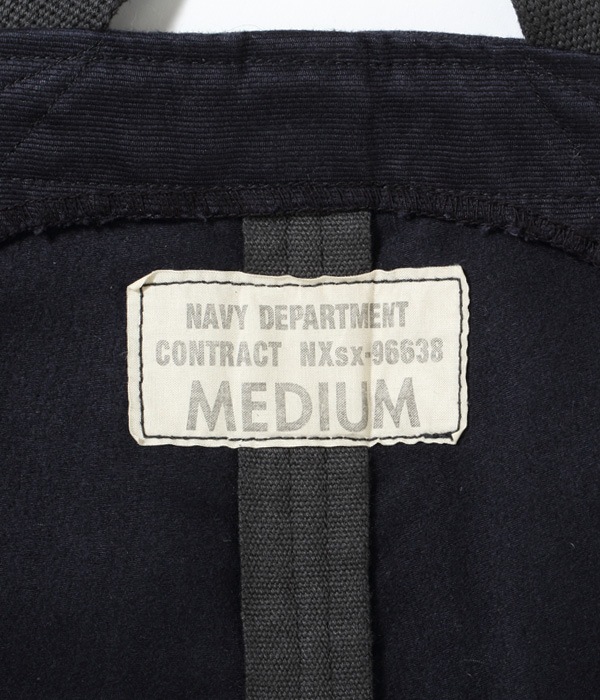 NAVY DEPARTMENT
CONTRACT NXsx-96638
MEDIUM